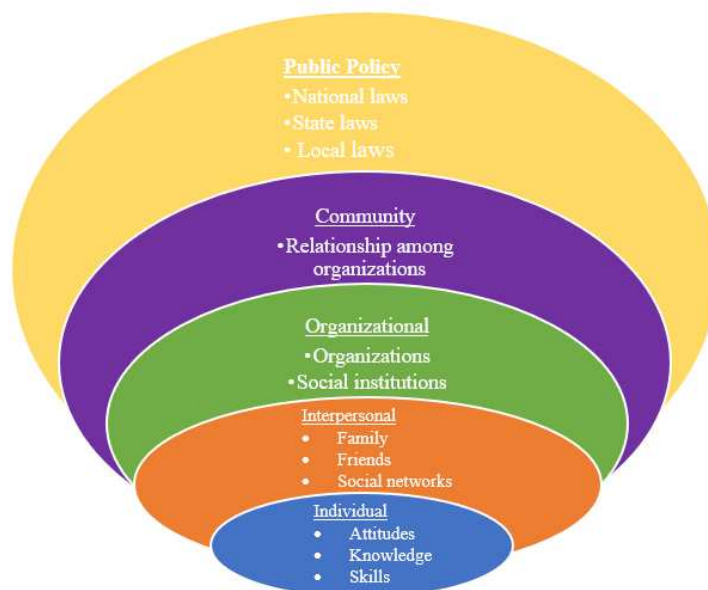 Public Policy
•National laws
•State laws
• Local laws
Community
•Relationship among
organizations
Organizational
•Organizations
•Social institutions
Interpersonal
• Family
• Friends
• Social networks
Individual
• Attitudes
• Knowledge
• Skills